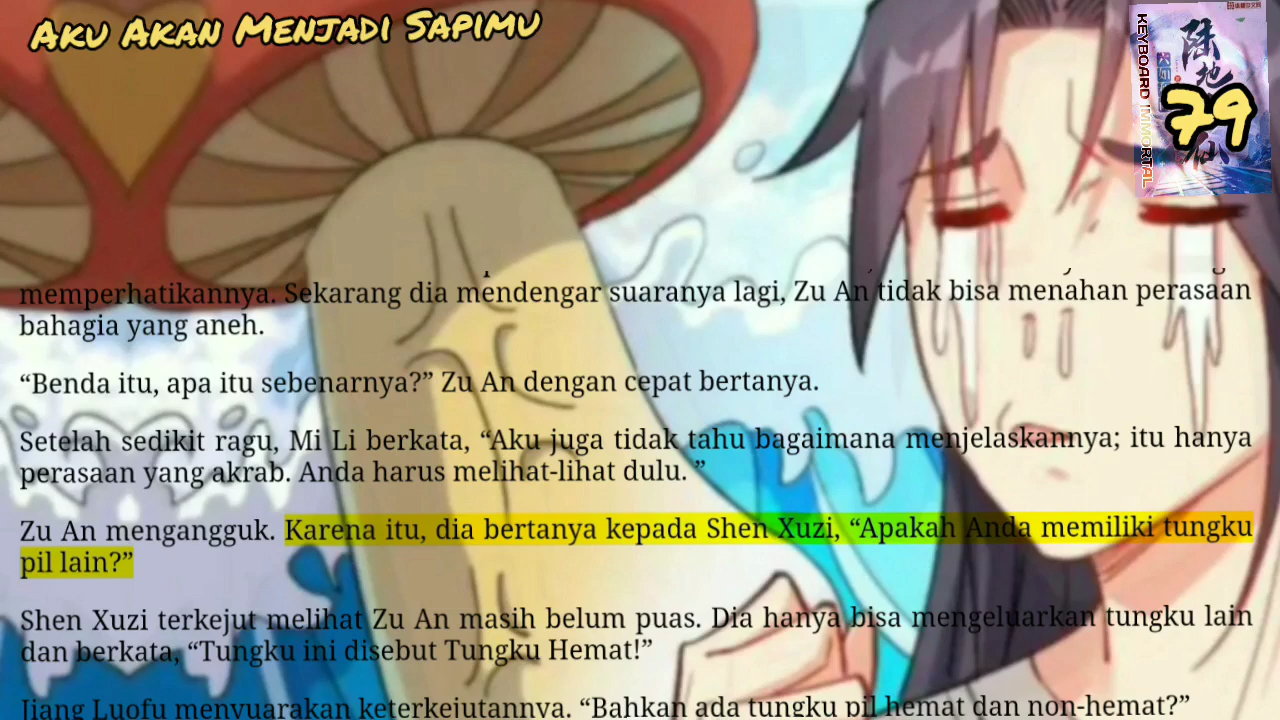 Aku Akan Menjadi Sapimu
KEYBOARD IMMORTAL
陆地
仙
79
memperhatikannya. Sekarang dia mendengar suaranya lagi, Zu An tidak bisa menahan perasaan
bahagia yang aneh.
“Benda itu, apa itu sebenarnya?” Zu An dengan cepat bertanya.
Setelah sedikit ragu, Mi Li berkata, “Aku juga tidak tahu bagaimana menjelaskannya; itu hanya
perasaan yang akrab. Anda harus melihat-lihat dulu. ”
Zu An mengangguk. Karena itu, dia bertanya kepada Shen Xuzi, “Apakah Anda memiliki tungku
pil lain?”
Shen Xuzi terkejut melihat Zu An masih belum puas. Dia hanya bisa mengeluarkan tungku lain
dan berkata, “Tungku ini disebut Tungku Hemat!”
Jiang Luofu menyuarakan keterkejutannya. “Bahkan ada tungku pil hemat dan non-hemat?”